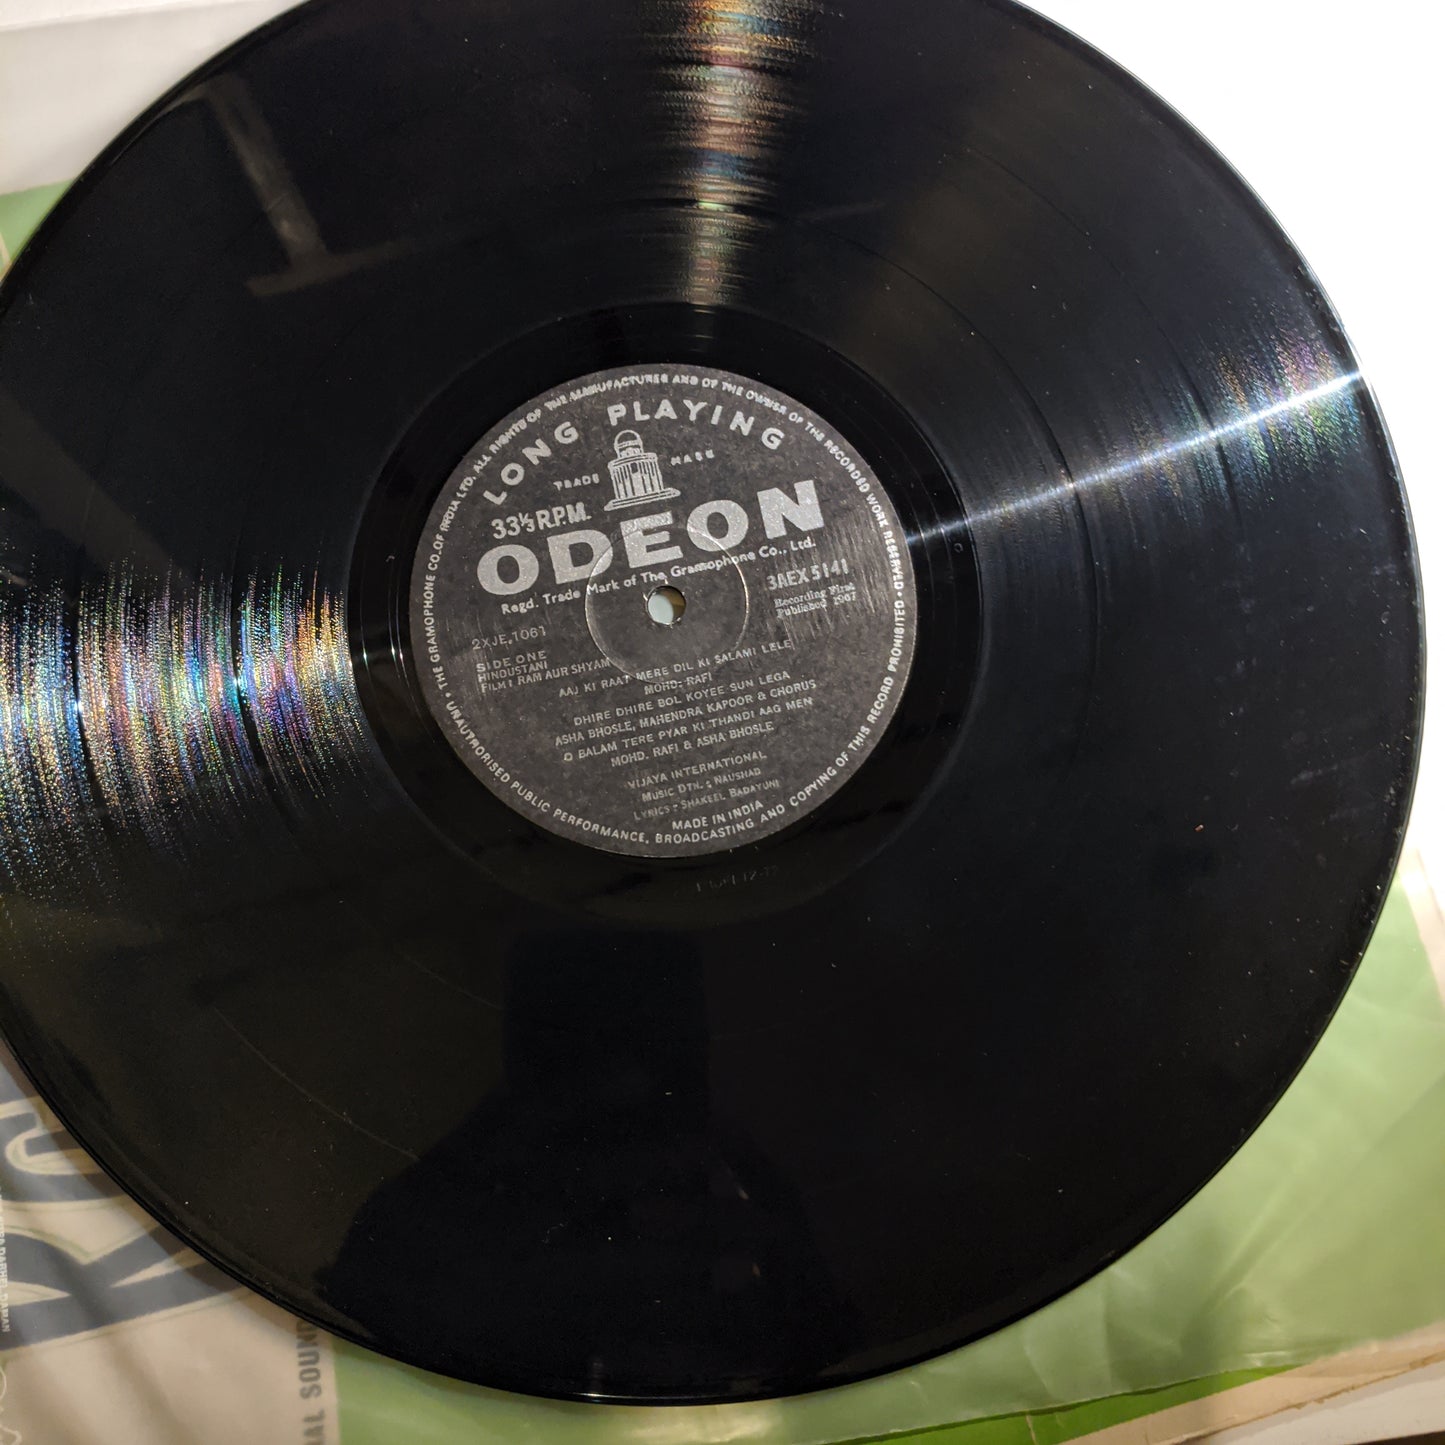 LONG PLAYING
TRADE MARK
33⅓ R.P.M.
ODEON
Regd. Trade Mark of The Gramophone Co., Ltd.
3AEX 5141
Recording First
Published 1967
2XJE.1061
SIDE ONE
HINDUSTANI
FILM : RAM AUR SHYAM
AAJ KI RAAT MERE DIL KI SALAMI LELE
MOHD. RAFI
DHIRE DHIRE BOL KOYEE SUN LEGA
ASHA BHOSLE, MAHENDRA KAPOOR & CHORUS
O BALAM TERE PYAR KI THANDI AAG MEN
MOHD. RAFI & ASHA BHOSLE
VIJAYA INTERNATIONAL
MUSIC DTN. : NAUSHAD
LYRICS : SHAKEEL BADAYUNI
MADE IN INDIA
THE GRAMOPHONE CO. OF INDIA LTD. ALL RIGHTS OF THE MANUFACTURER AND OF THE OWNER OF THE RECORDED WORK RESERVED • UNAUTHORISED PUBLIC PERFORMANCE, BROADCASTING AND COPYING OF THIS RECORD PROHIBITED •
SOUND